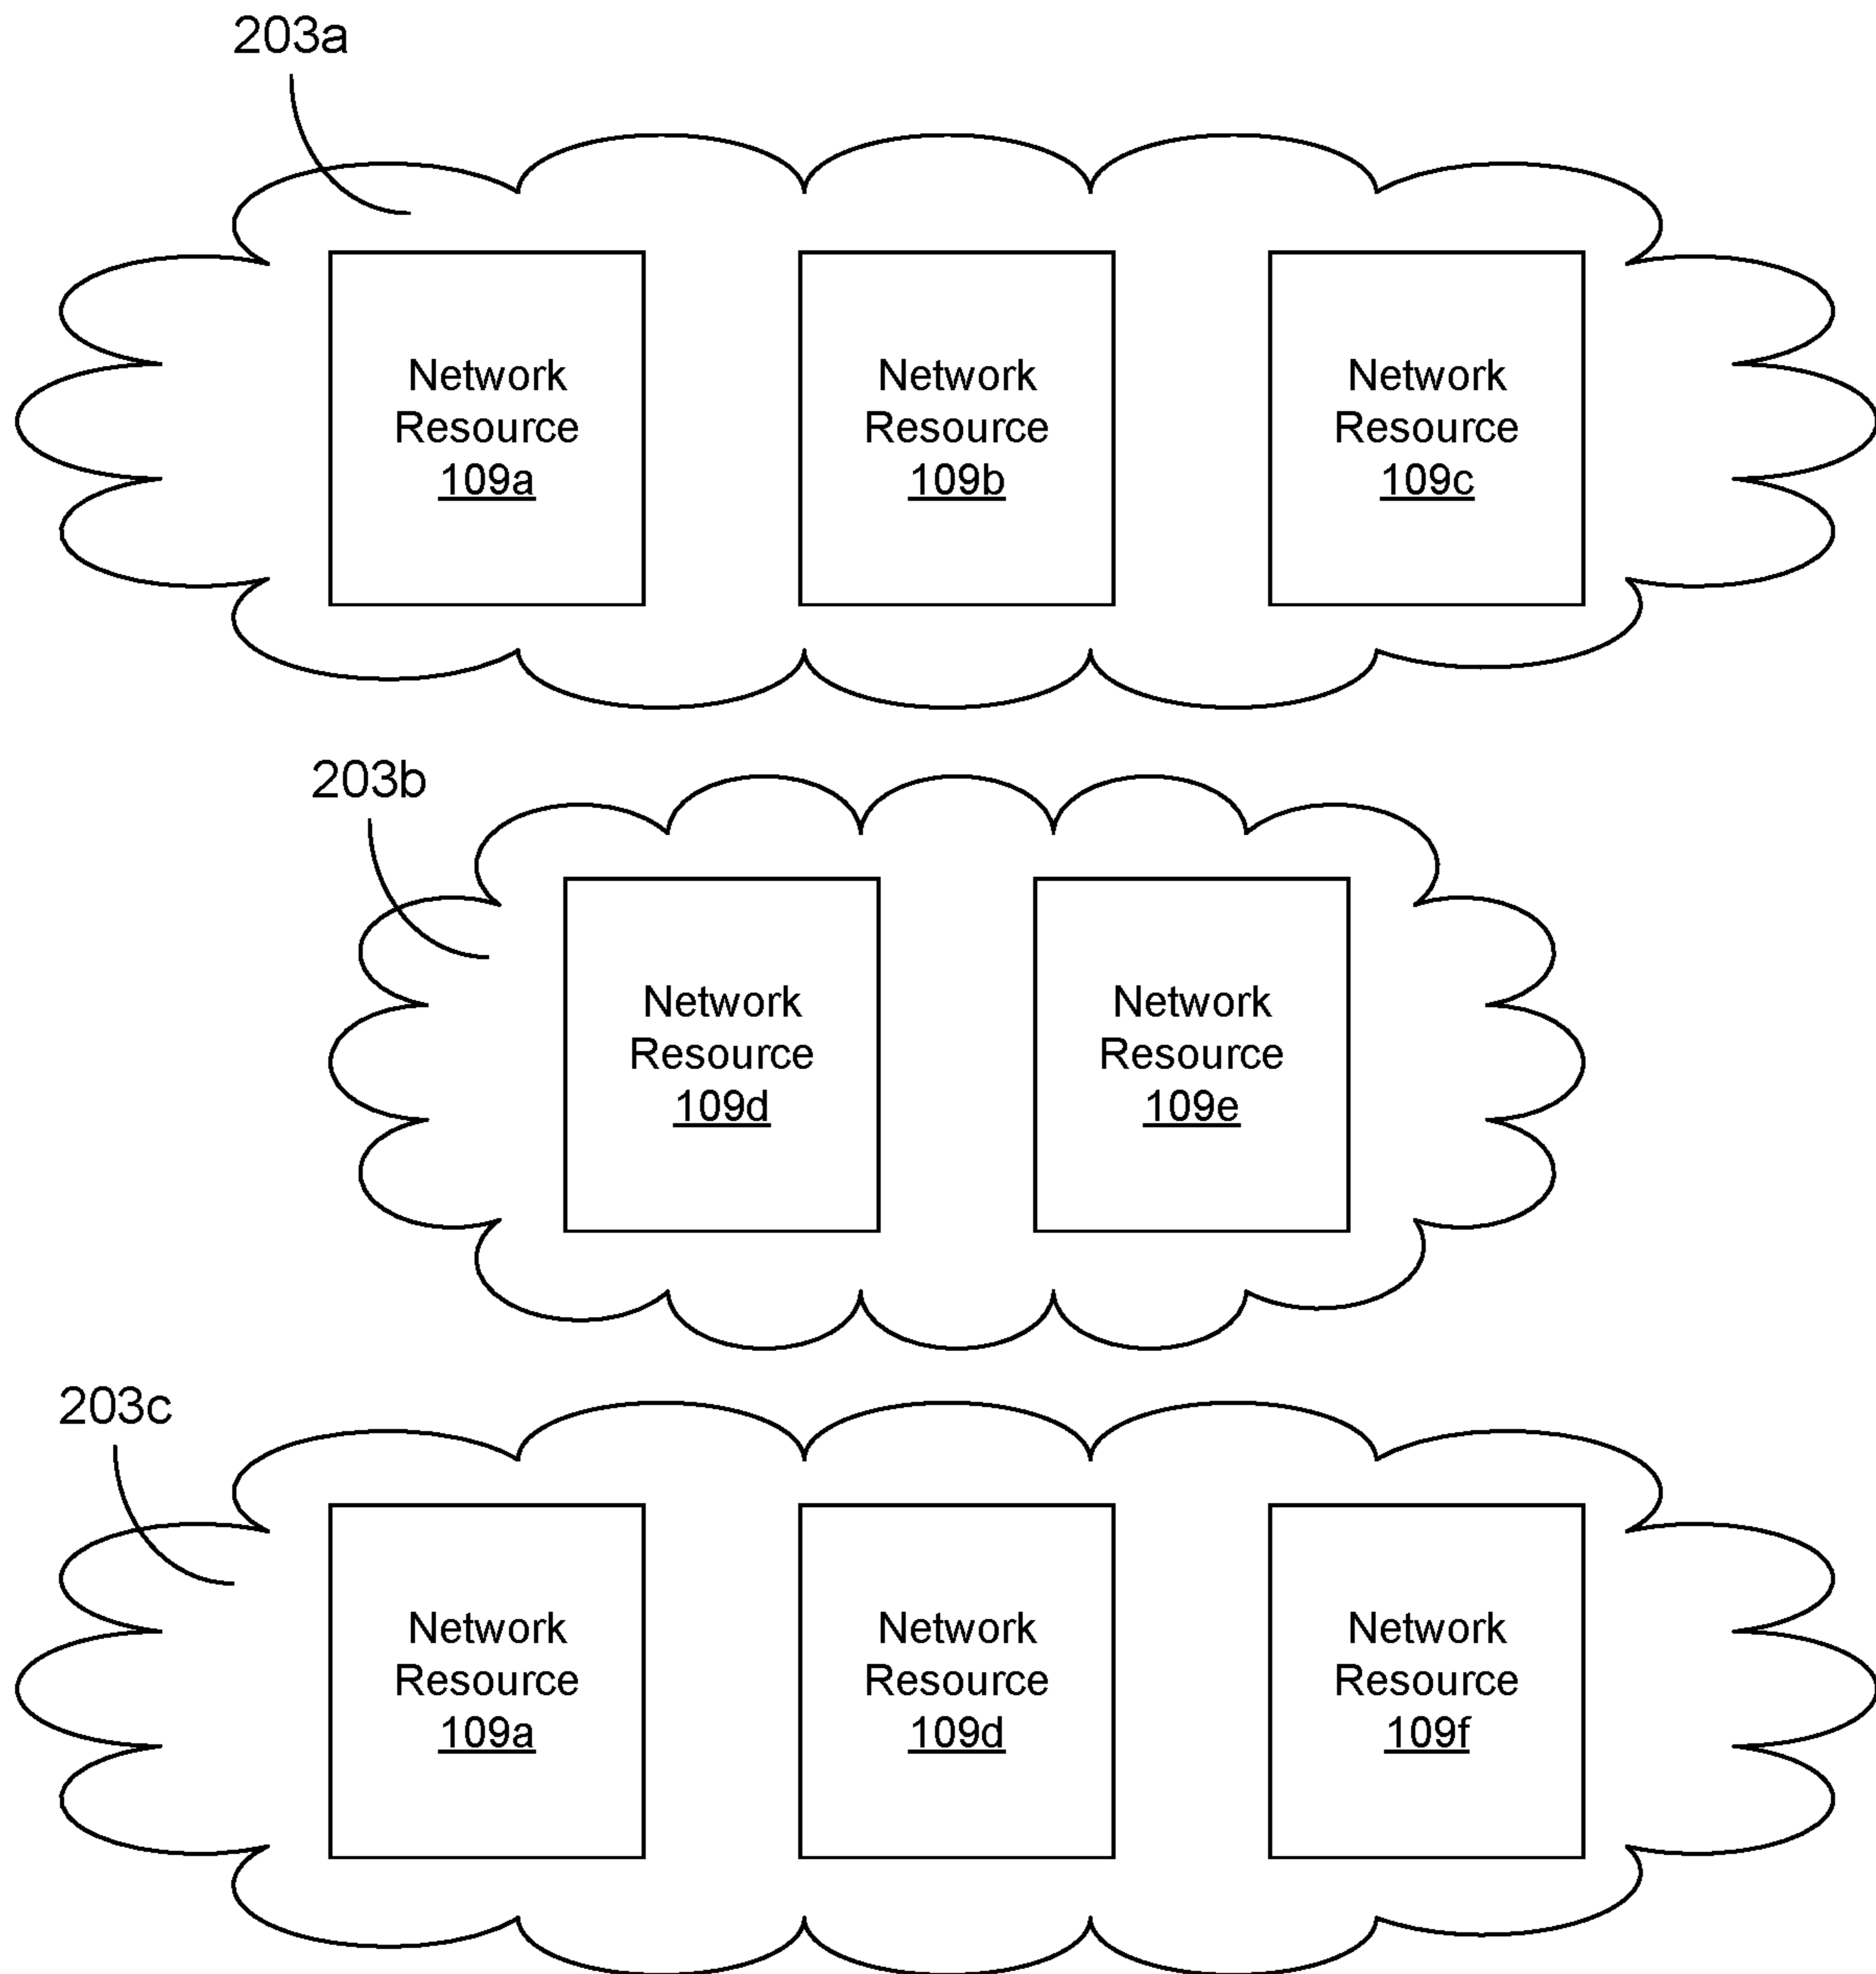 203a
Network
Resource
109a
Network
Resource
109b
Network
Resource
109c
203b
Network
Resource
109d
Network
Resource
109e
203c
Network
Resource
109a
Network
Resource
109d
Network
Resource
109f